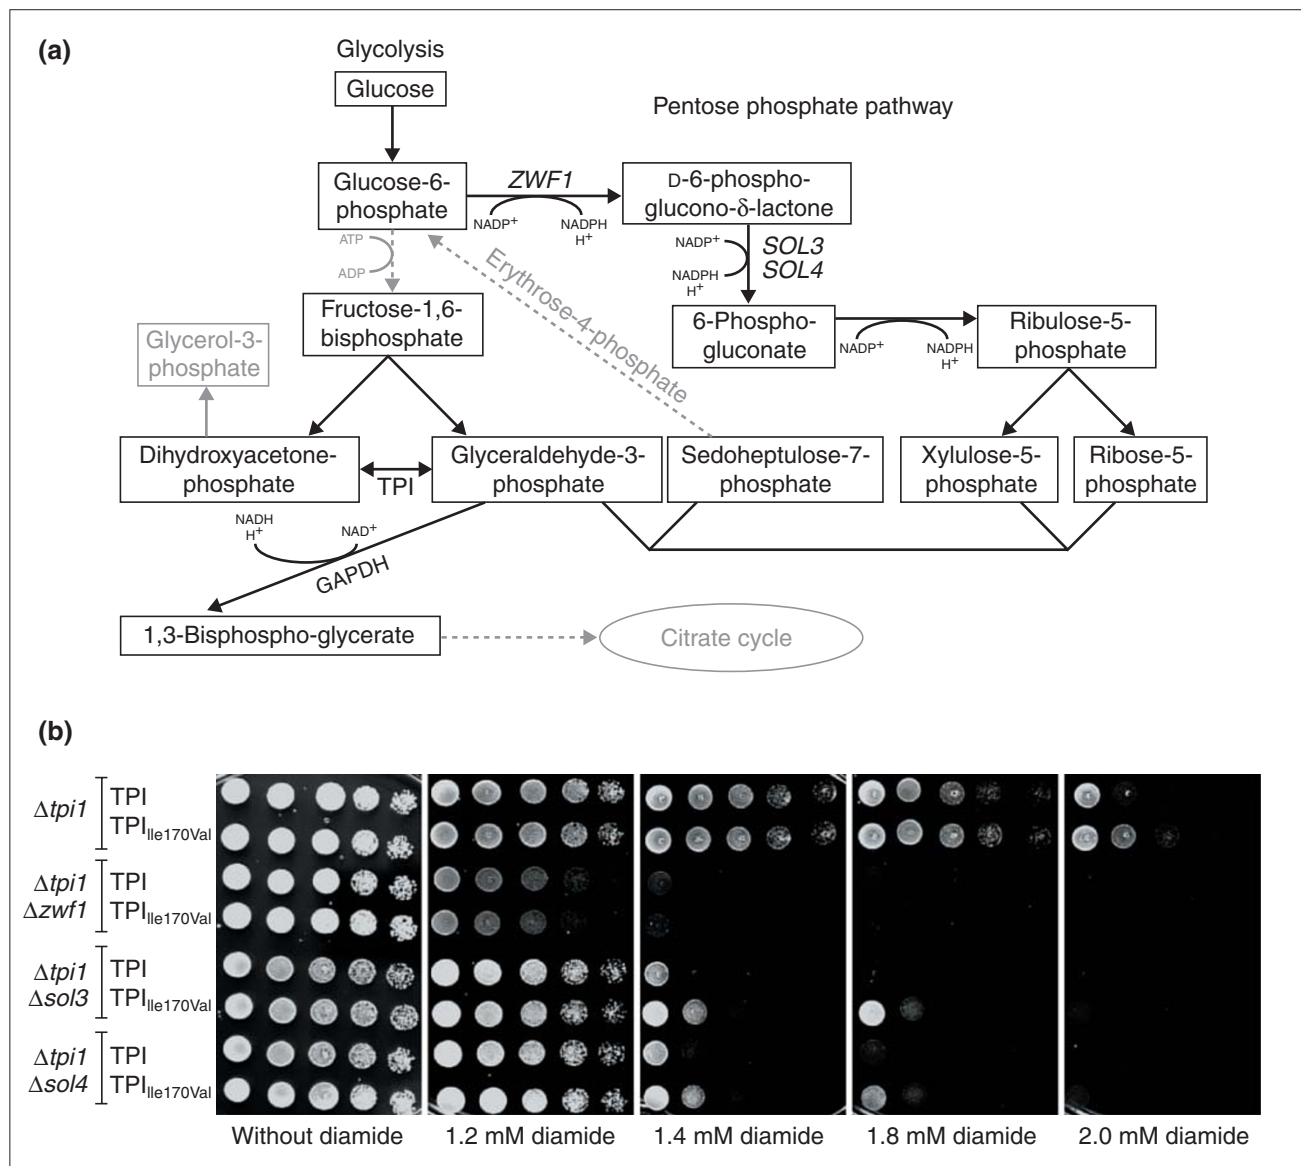 (a)
Glycolysis
Glucose
Pentose phosphate pathway
Glucose-6-
phosphate
ZWF1
NADP+
NADPH
H+
D-6-phospho-
glucono-δ-lactone
ATP
ADP
NADP+
NADPH
H+
SOL3
SOL4
Erythrose-4-phosphate
Fructose-1,6-
bisphosphate
6-Phospho-
gluconate
NADP+
NADPH
H+
Ribulose-5-
phosphate
Glycerol-3-
phosphate
Dihydroxyacetone-
phosphate
TPI
Glyceraldehyde-3-
phosphate
Sedoheptulose-7-
phosphate
Xylulose-5-
phosphate
Ribose-5-
phosphate
NADH
H+
NAD+
GAPDH
1,3-Bisphospho-glycerate
Citrate cycle
(b)
Δtpi1
TPI
TPIIle170Val
Δtpi1
Δzwf1
TPI
TPIIle170Val
Δtpi1
Δsol3
TPI
TPIIle170Val
Δtpi1
Δsol4
TPI
TPIIle170Val
Without diamide
1.2 mM diamide
1.4 mM diamide
1.8 mM diamide
2.0 mM diamide